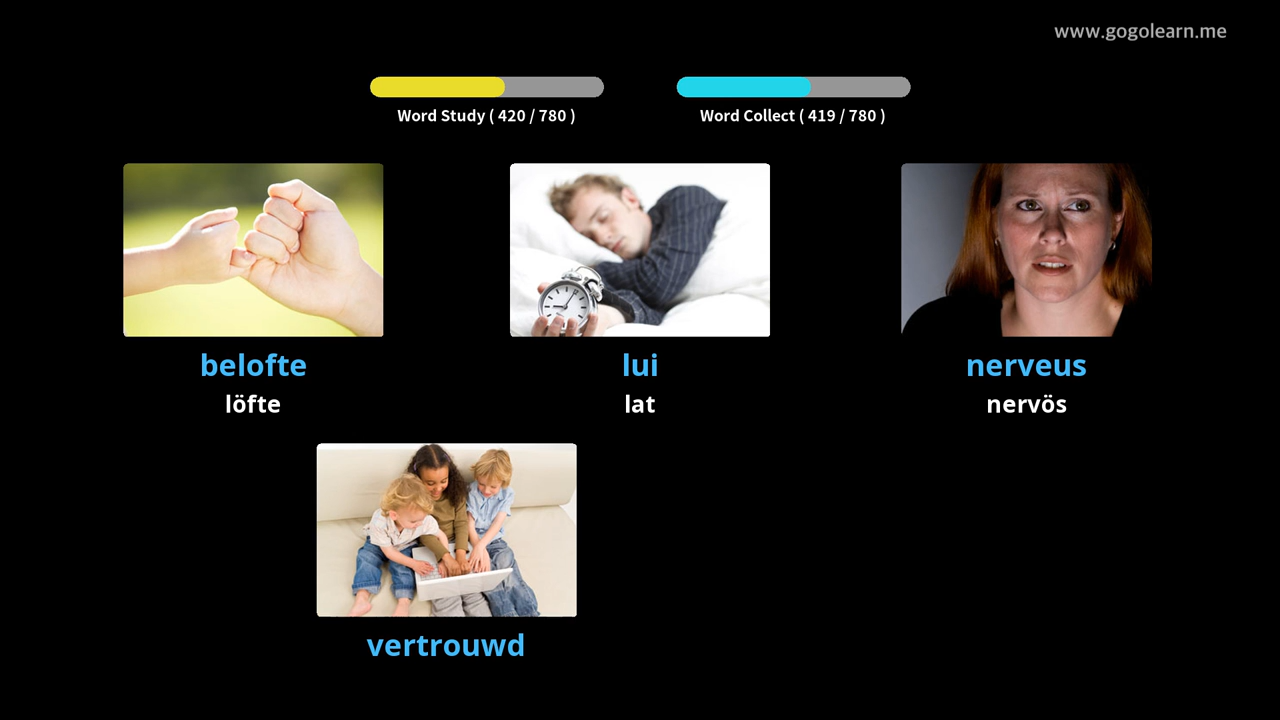 www.gogolearn.me
Word Study ( 420 / 780 )
Word Collect ( 419 / 780 )
belofte
löfte
lui
lat
nerveus
nervös
vertrouwd